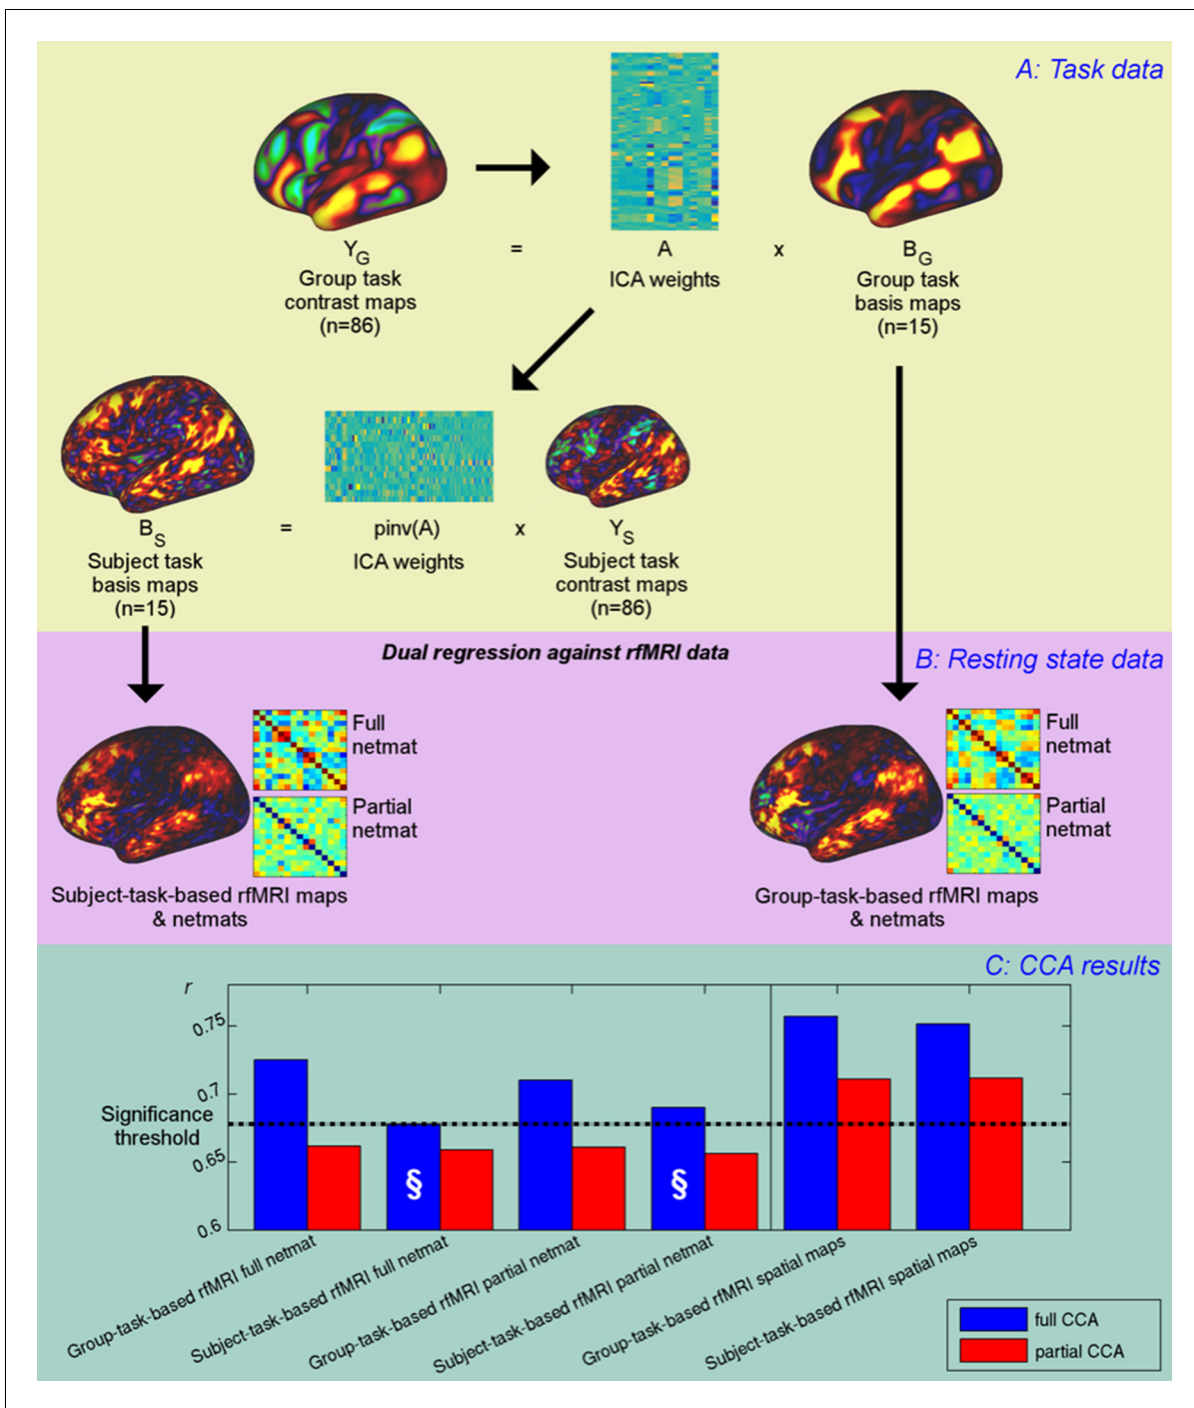 A: Task data
Y_G = A x B_G
Group task
contrast maps
(n=86)
ICA weights
Group task
basis maps
(n=15)
B_S = pinv(A) x Y_S
Subject task
basis maps
(n=15)
ICA weights
Subject task
contrast maps
(n=86)
Dual regression against rfMRI data
B: Resting state data
Full
netmat
Partial
netmat
Subject-task-based rfMRI maps
& netmats
Full
netmat
Partial
netmat
Group-task-based rfMRI maps
& netmats
C: CCA results
r
0.75
0.7
Significance
threshold
0.65
0.6
§
§
Group-task-based rfMRI full netmat
Subject-task-based rfMRI full netmat
Group-task-based rfMRI partial netmat
Subject-task-based rfMRI partial netmat
Group-task-based rfMRI spatial maps
Subject-task-based rfMRI spatial maps
full CCA
partial CCA